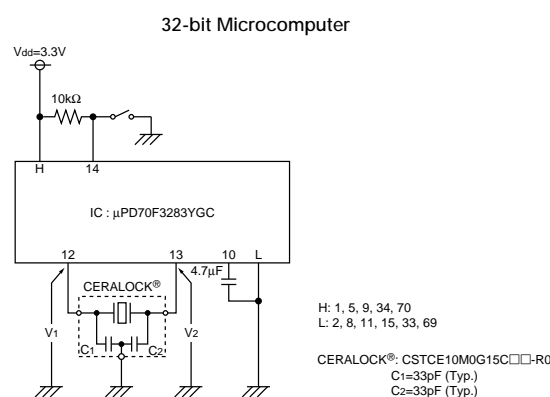 32-bit Microcomputer
Vdd=3.3V
10kΩ
H
14
IC : μPD70F3283YGC
12
13
10
L
4.7μF
CERALOCK®
V1
C1
C2
V2
H: 1, 5, 9, 34, 70
L: 2, 8, 11, 15, 33, 69
CERALOCK®: CSTCE10M0G15C□□-R0
C1=33pF (Typ.)
C2=33pF (Typ.)